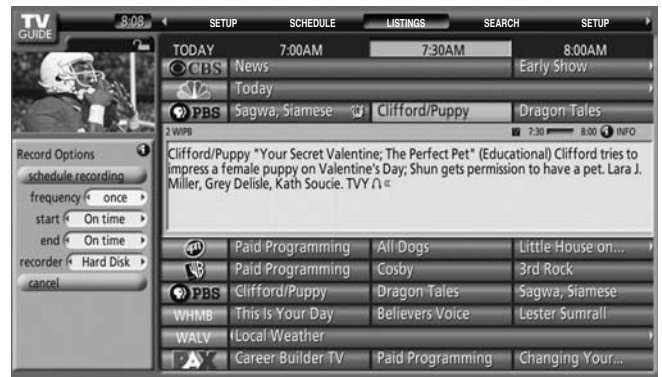 TV
GUIDE
8:08
SETUP SCHEDULE LISTINGS SEARCH SETUP
TODAY 7:00AM 7:30AM 8:00AM
CBS News Early Show
Today
PBS Sagwa, Siamese Clifford/Puppy Dragon Tales
2 WIPB 7:30 8:00 INFO
Clifford/Puppy "Your Secret Valentine; The Perfect Pet" (Educational) Clifford tries to
impress a female puppy on Valentine's Day; Shun gets permission to have a pet. Lara J.
Miller, Grey Delisle, Kath Soucie. TVY
Record Options
schedule recording
frequency once
start On time
end On time
recorder Hard Disk
cancel
Paid Programming All Dogs Little House on...
WB Paid Programming Cosby 3rd Rock
PBS Clifford/Puppy Dragon Tales Sagwa, Siamese
WHMB This Is Your Day Believers Voice Lester Sumrall
WALV Local Weather
PAX Career Builder TV Paid Programming Changing Your...